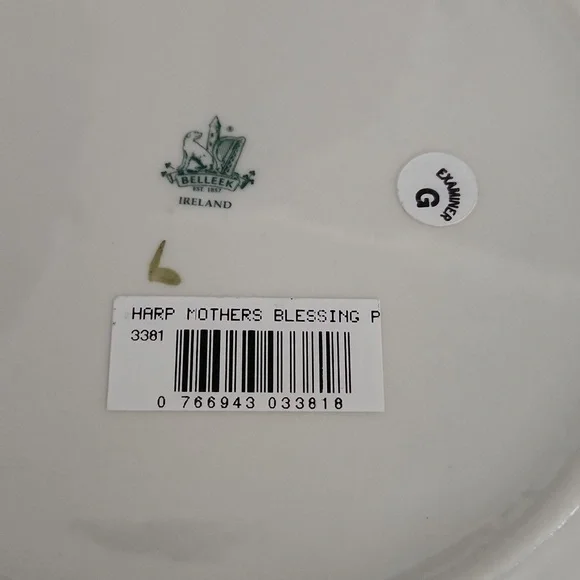 ®
BELLEEK
EST. 1857
IRELAND
EXAMINER
G
HARP MOTHERS BLESSING P
3381
0 766943 033818